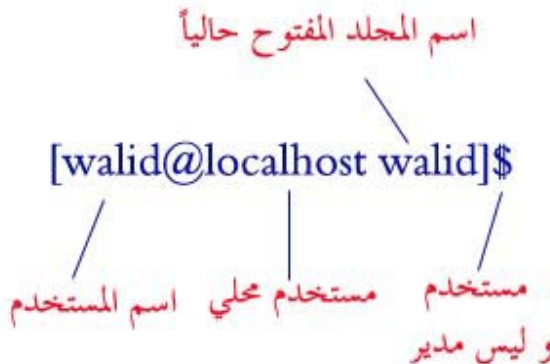 اسم المجلد المفتوح حالياً
[walid@localhost walid]$
مستخدم
و ليس مدير
مستخدم محلي
اسم المستخدم